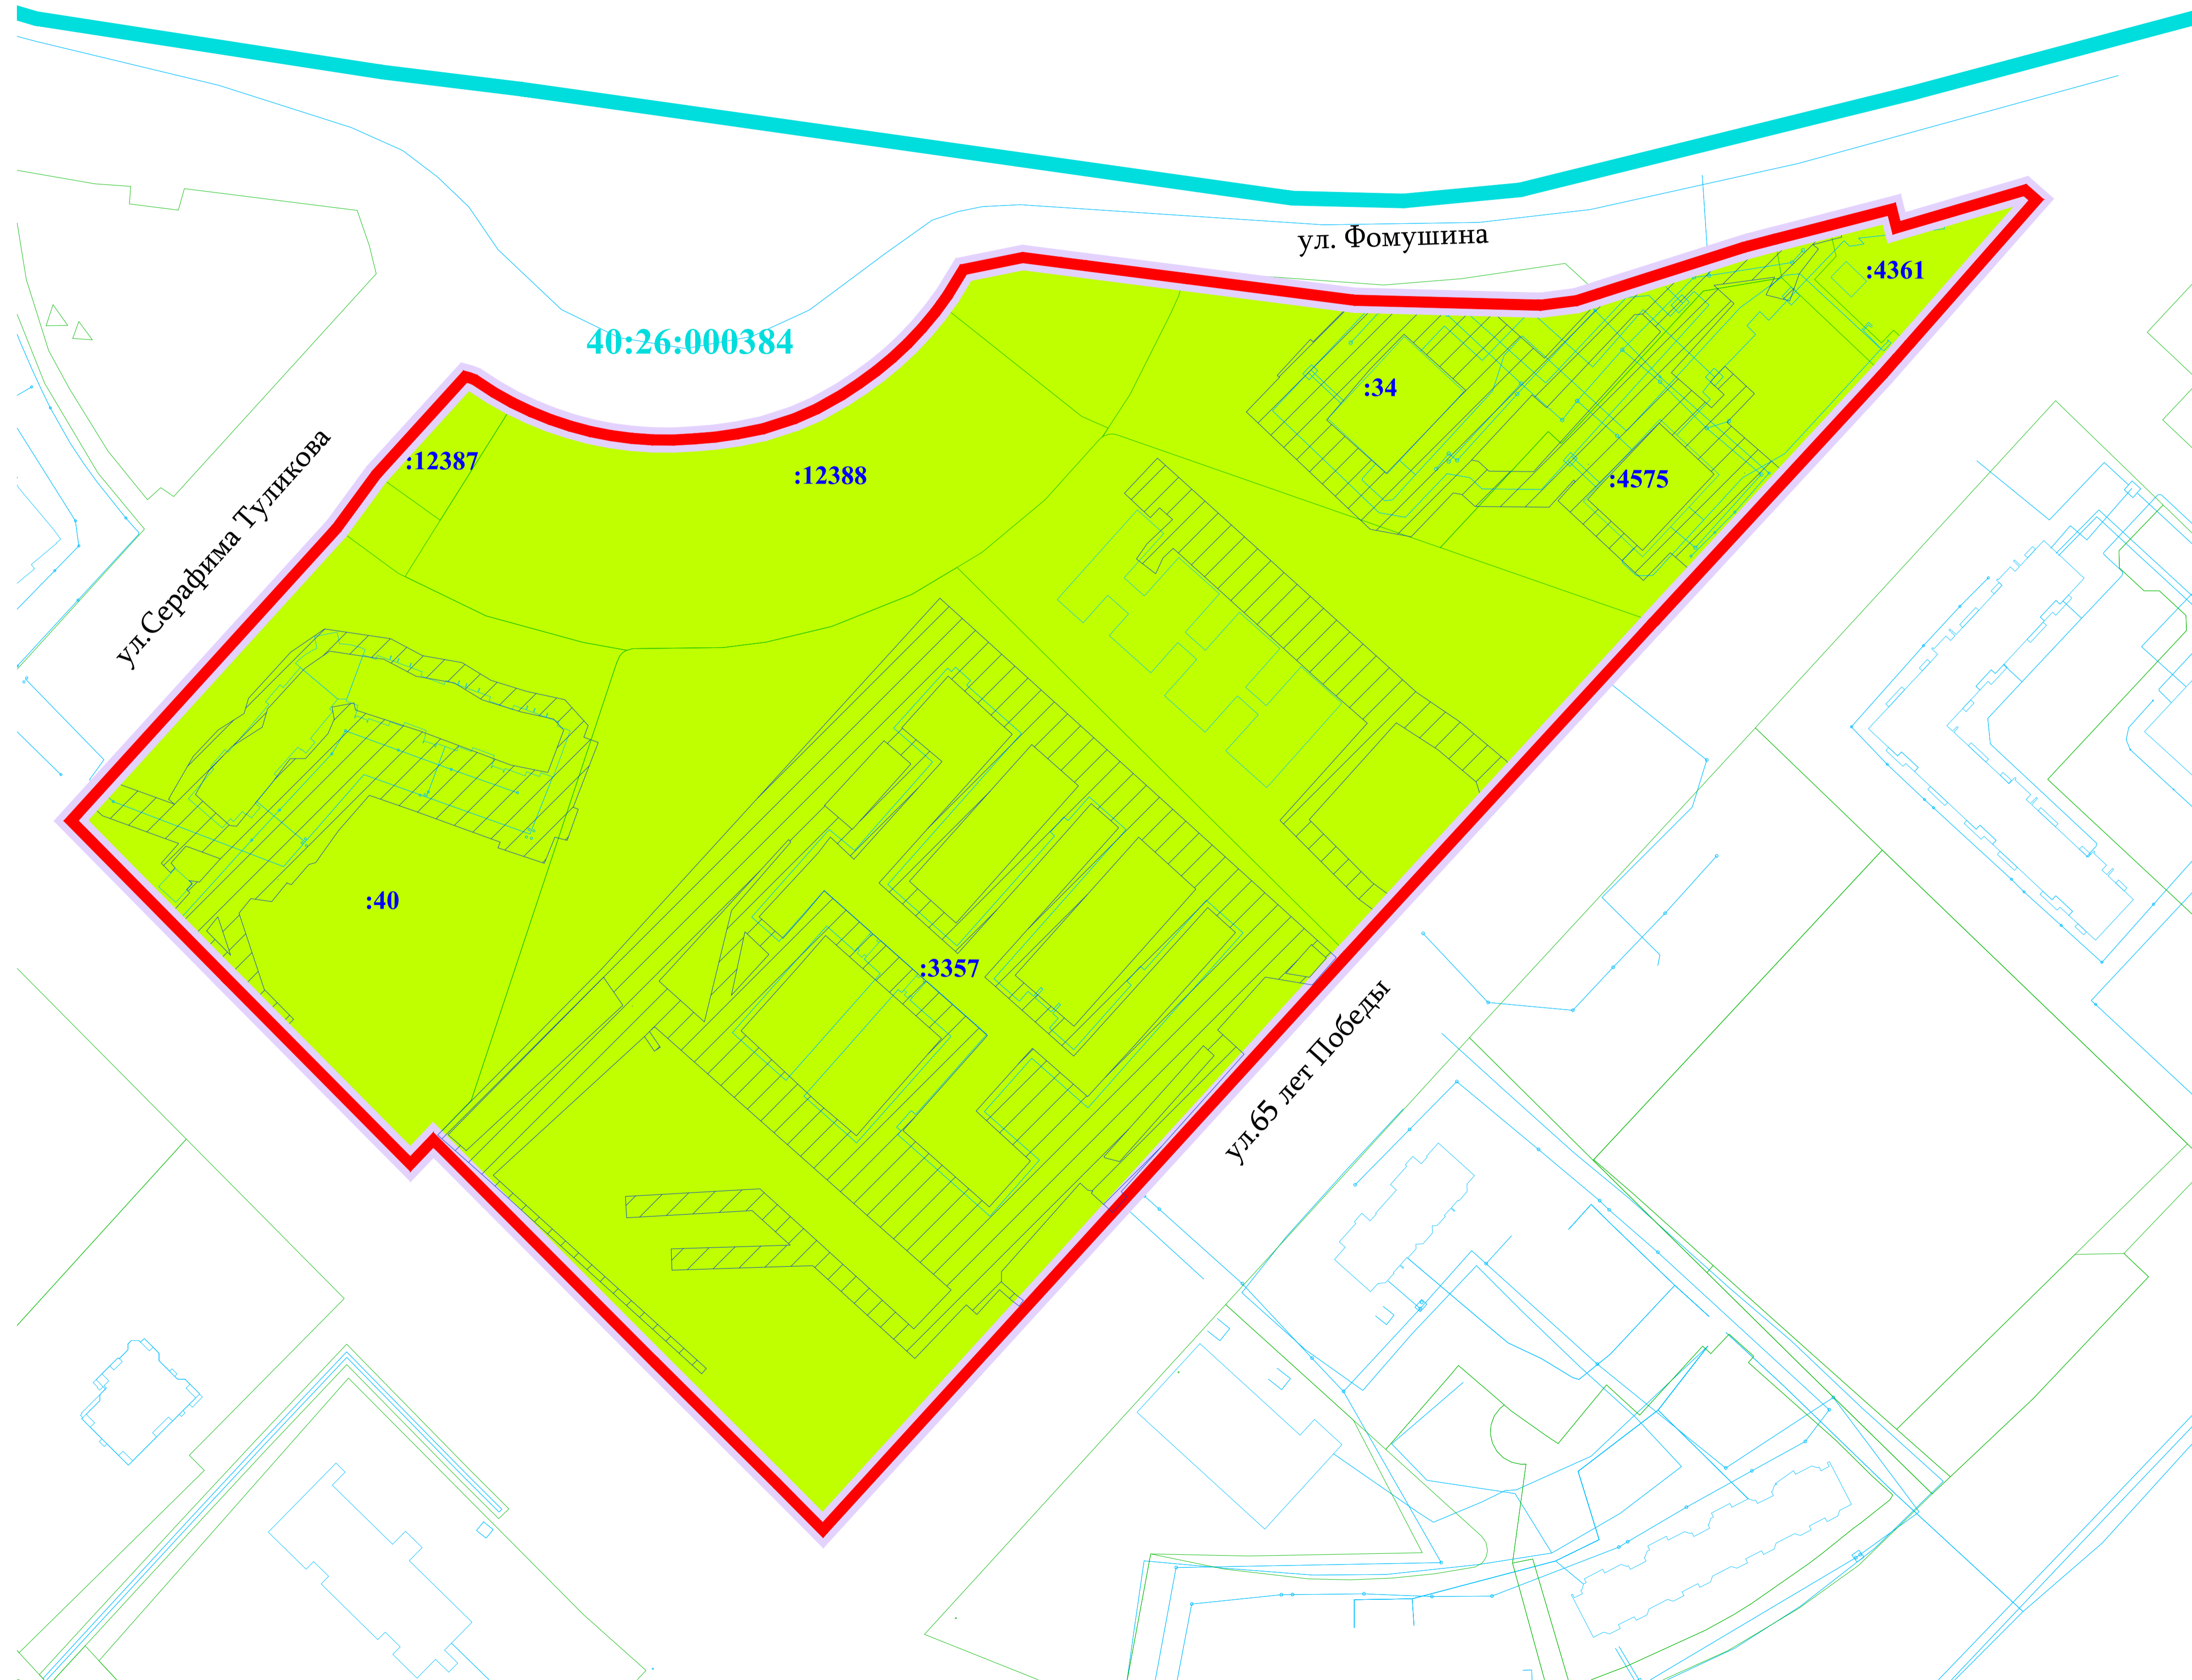 ул. Фомушина
:4361
40:26:000384
:34
:12387
:12388
:4575
ул.Серафима Туликова
:40
:3357
ул.65 лет Победы